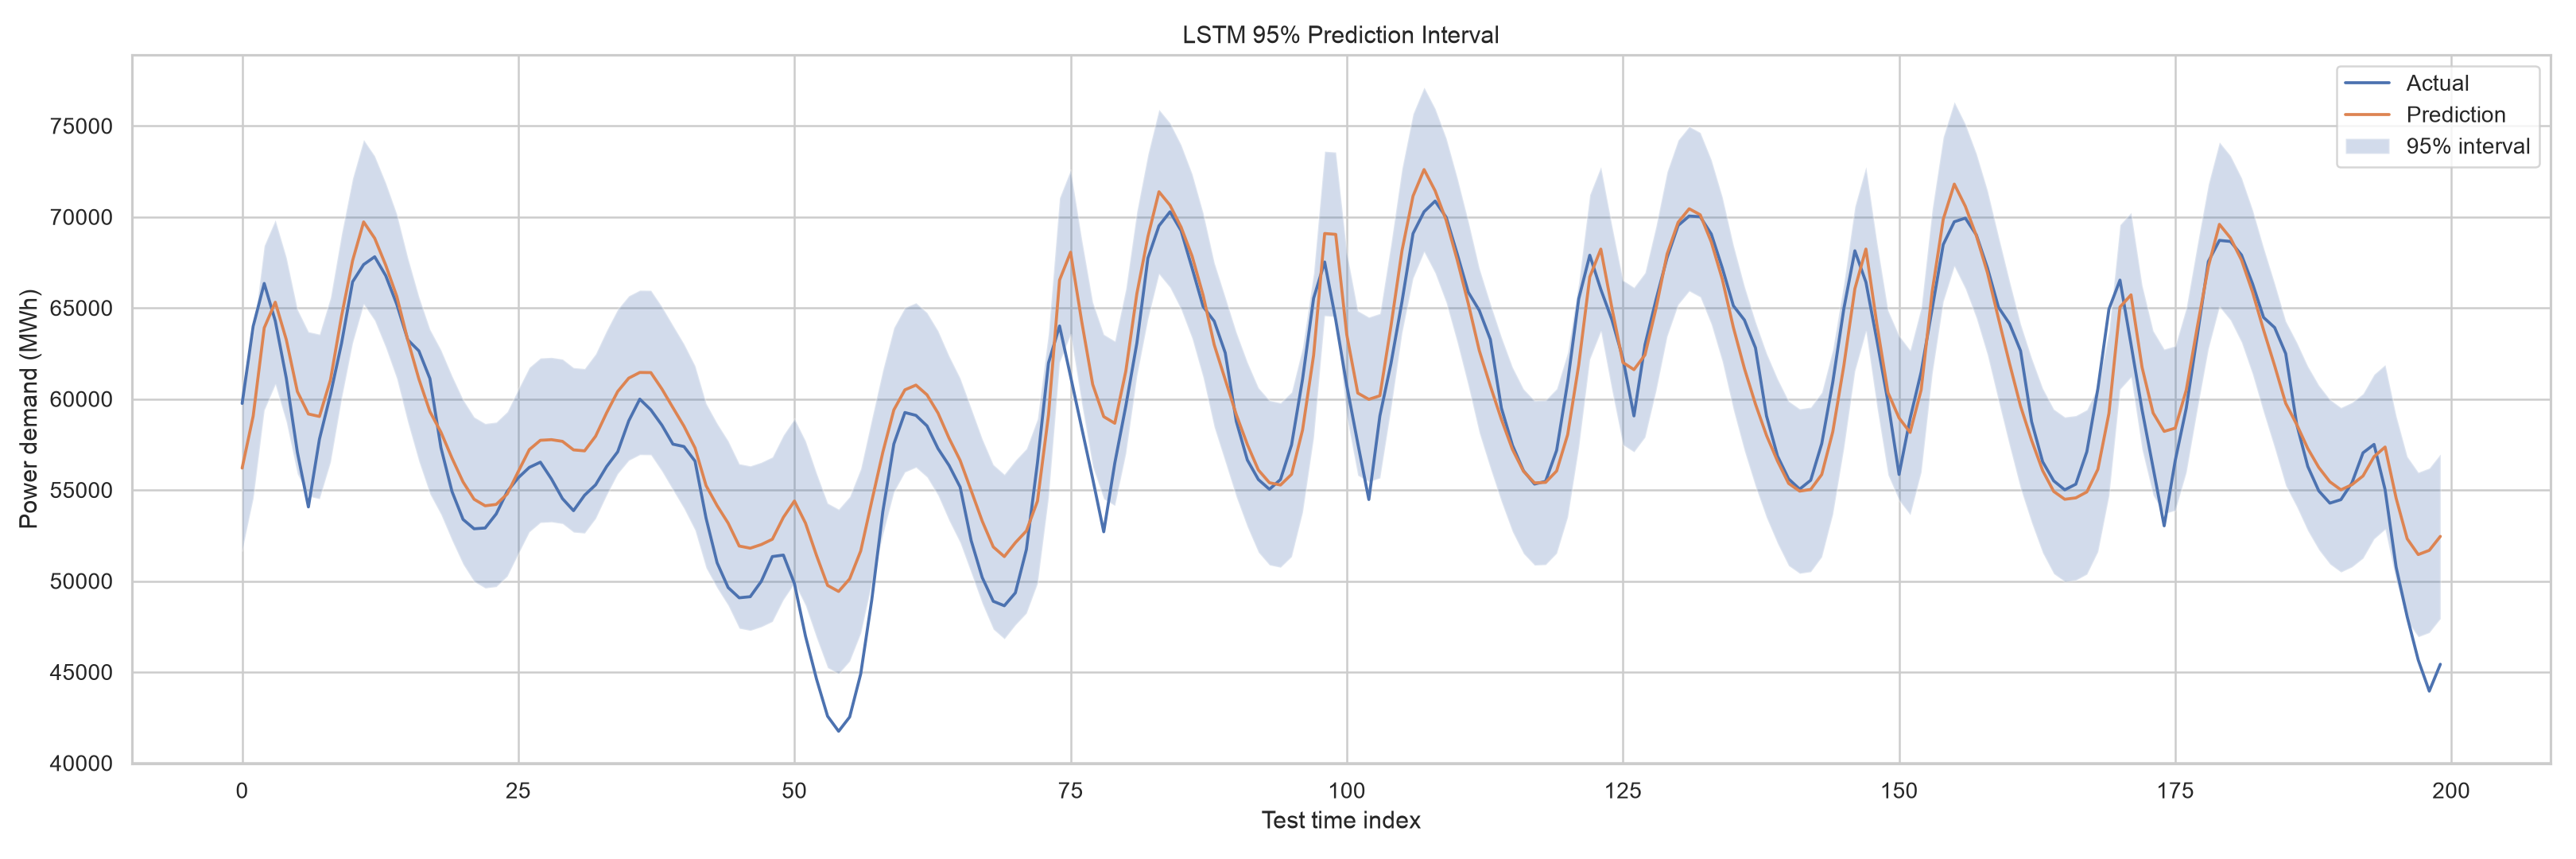 LSTM 95% Prediction Interval
Actual
Prediction
95% interval
Power demand (MWh)
75000
70000
65000
60000
55000
50000
45000
40000
0 25 50 75 100 125 150 175 200
Test time index